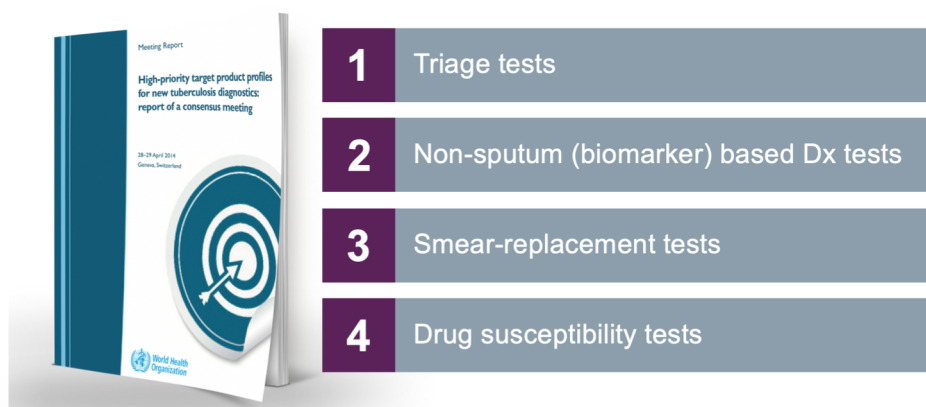 Meeting Report
High-priority target product profiles
for new tuberculosis diagnostics:
report of a consensus meeting
28–29 April 2014
Geneva, Switzerland
World Health
Organization
1 Triage tests
2 Non-sputum (biomarker) based Dx tests
3 Smear-replacement tests
4 Drug susceptibility tests